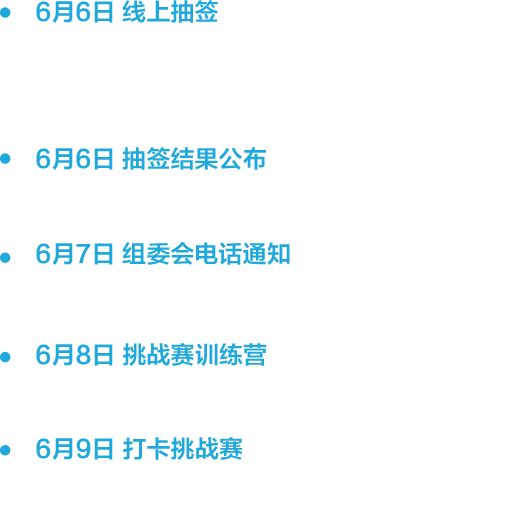 6月6日 线上抽签
6月6日 抽签结果公布
6月7日 组委会电话通知
6月8日 挑战赛训练营
6月9日 打卡挑战赛